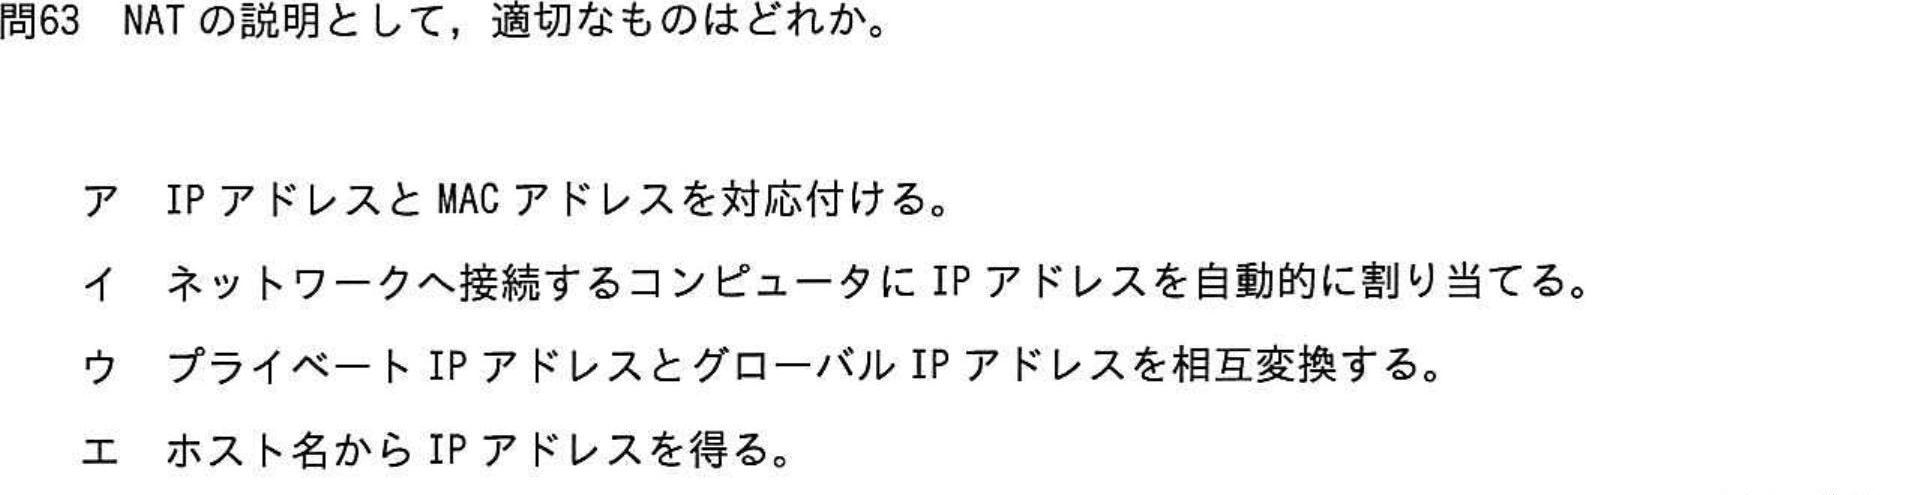 問63　NAT の説明として，適切なものはどれか。
ア　IP アドレスと MAC アドレスを対応付ける。
イ　ネットワークへ接続するコンピュータに IP アドレスを自動的に割り当てる。
ウ　プライベート IP アドレスとグローバル IP アドレスを相互変換する。
エ　ホスト名から IP アドレスを得る。